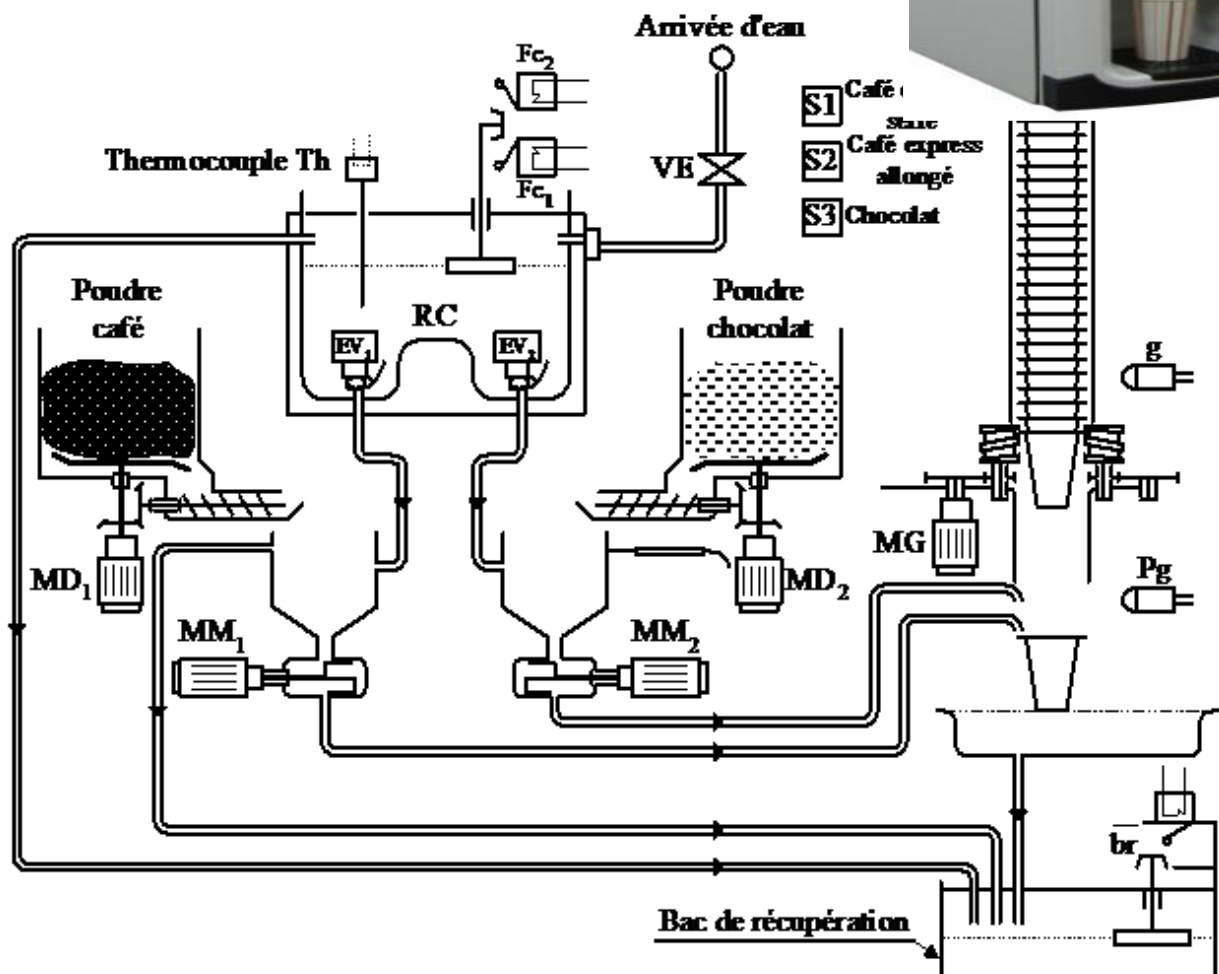 Arrivée d'eau
Fc₂
S1 Café
S2 Café express
allongé
S3 Chocolat
Thermocouple Th
VE
Fc₁
Poudre
café
RC
Poudre
chocolat
EV₁
EV₂
g
MD₁
MD₂
MG
Pg
MM₁
MM₂
br
Bac de récupération